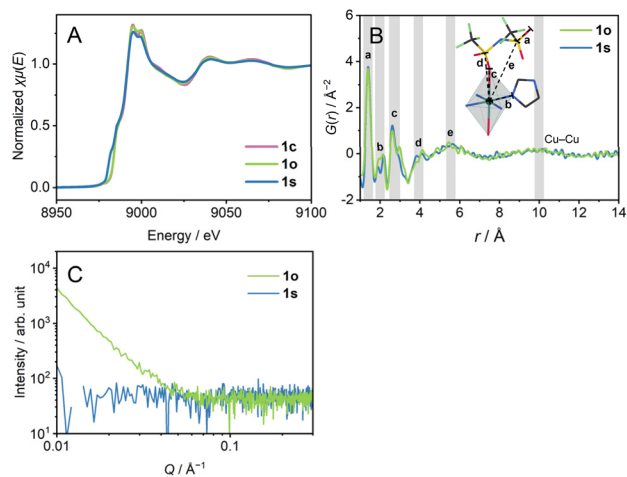 A
Normalized χμ(E)
1.0
0.5
0.0
1c
1o
1s
8950 9000 9050 9100
Energy / eV
B
G(r) / Å⁻²
6
4
2
0
-2
a
b
c
d
e
a
d
c
e
b
1o
1s
Cu–Cu
2 4 6 8 10 12 14
r / Å
C
Intensity / arb. unit
10⁴
10³
10²
10¹
1o
1s
0.01 0.1
Q / Å⁻¹